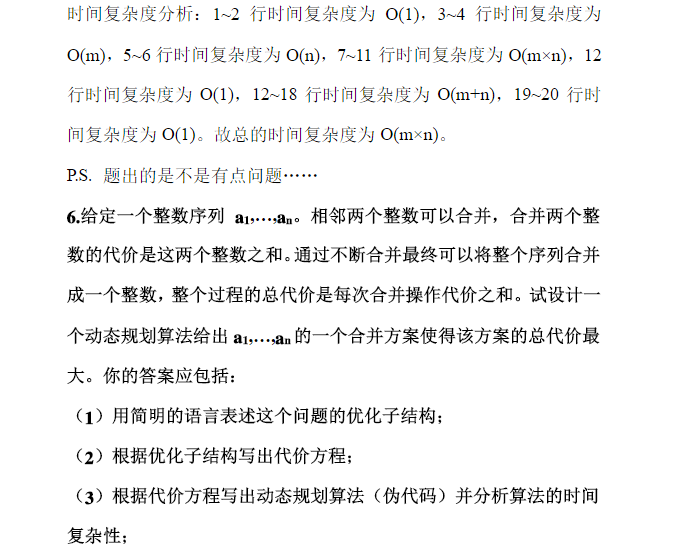 时间复杂度分析：1~2 行时间复杂度为 O(1)，3~4 行时间复杂度为
O(m)，5~6 行时间复杂度为 O(n)，7~11 行时间复杂度为 O(m×n)，12
行时间复杂度为 O(1)，12~18 行时间复杂度为 O(m+n)，19~20 行时
间复杂度为 O(1)。故总的时间复杂度为 O(m×n)。
P.S. 题出的是不是有点问题……
6.给定一个整数序列 a1,…,an。相邻两个整数可以合并，合并两个整
数的代价是这两个整数之和。通过不断合并最终可以将整个序列合并
成一个整数，整个过程的总代价是每次合并操作代价之和。试设计一
个动态规划算法给出 a1,…,an 的一个合并方案使得该方案的总代价最
大。你的答案应包括：
（1）用简明的语言表述这个问题的优化子结构；
（2）根据优化子结构写出代价方程；
（3）根据代价方程写出动态规划算法（伪代码）并分析算法的时间
复杂性；